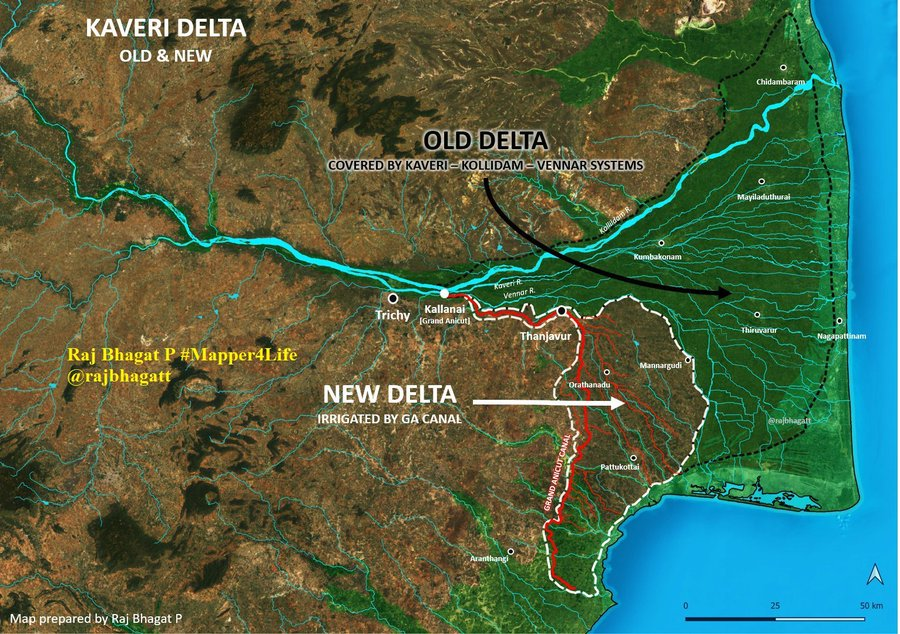 KAVERI DELTA
OLD & NEW
Chidambaram
OLD DELTA
COVERED BY KAVERI – KOLLIDAM – VENNAR SYSTEMS
Mayiladuthurai
Kollidam R.
Kumbakonam
Kaveri R.
Vennar R.
Trichy
Kallanai
[Grand Anicut]
Thanjavur
Thiruvarur
Nagapattinam
Raj Bhagat P #Mapper4Life
@rajbhagatt
Mannargudi
Orathanadu
NEW DELTA
IRRIGATED BY GA CANAL
@rajbhagatt
GRAND ANICUT CANAL
Pattukottai
Aranthangi
Map prepared by Raj Bhagat P
0 25 50 km